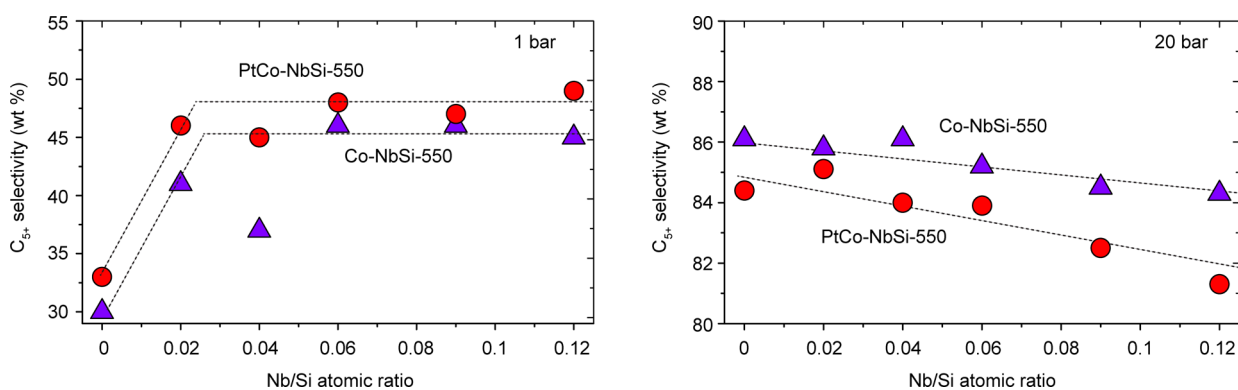 55
50
45
40
35
30
C5+ selectivity (wt %)
1 bar
PtCo-NbSi-550
Co-NbSi-550
0 0.02 0.04 0.06 0.08 0.1 0.12
Nb/Si atomic ratio
90
88
86
84
82
80
C5+ selectivity (wt %)
20 bar
Co-NbSi-550
PtCo-NbSi-550
0 0.02 0.04 0.06 0.08 0.1 0.12
Nb/Si atomic ratio